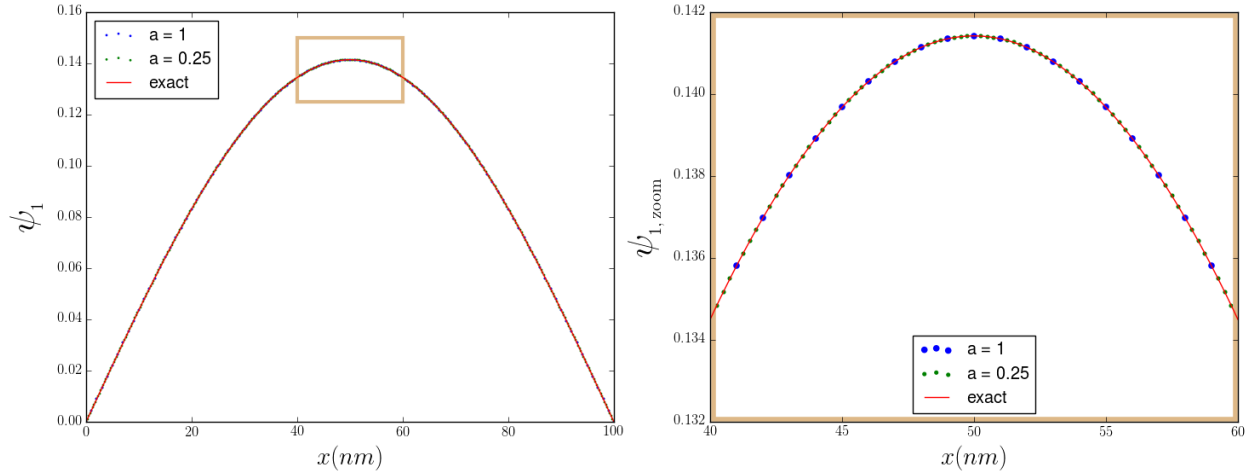 0.16
0.14
0.12
0.10
0.08
0.06
0.04
0.02
0.00
ψ1
a = 1
a = 0.25
exact
0 20 40 60 80 100
x(nm)
0.142
0.140
0.138
0.136
0.134
0.132
ψ1, zoom
a = 1
a = 0.25
exact
40 45 50 55 60
x(nm)